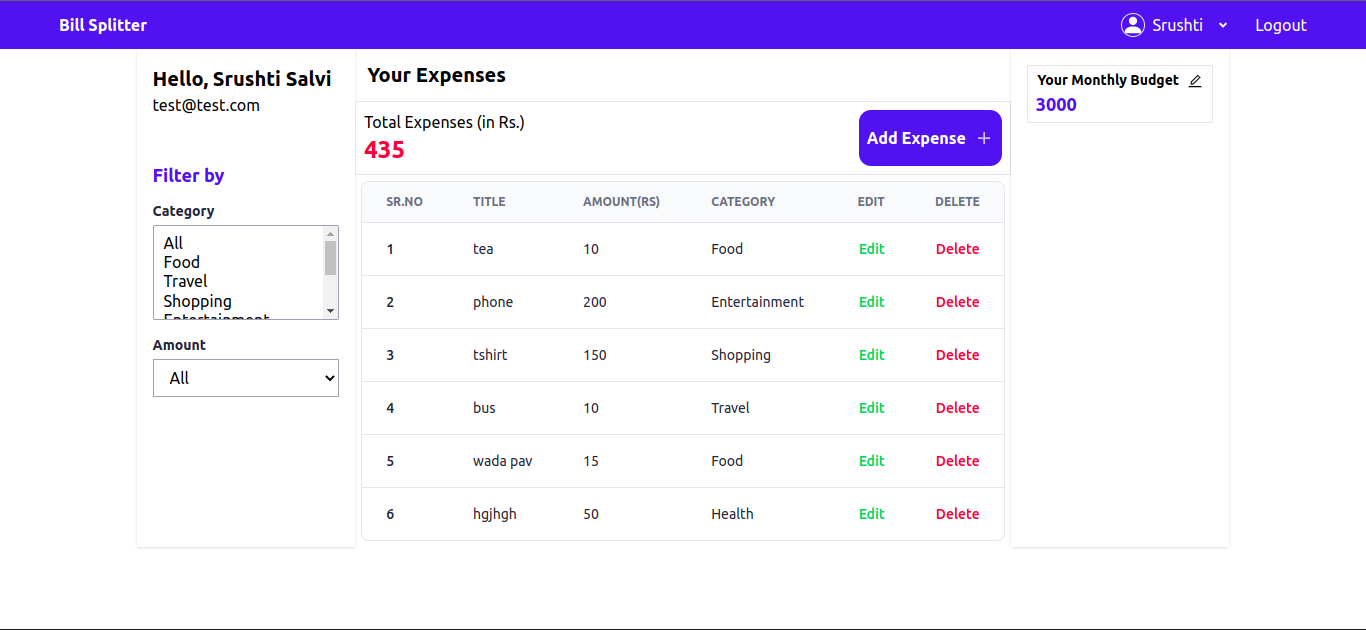 Bill Splitter
Srushti
Logout
Hello, Srushti Salvi
test@test.com
Filter by
Category
All
Food
Travel
Shopping
Entertainment
Amount
All
Your Expenses
Total Expenses (in Rs.)
435
Add Expense +
SR.NO TITLE AMOUNT(RS) CATEGORY EDIT DELETE
1 tea 10 Food Edit Delete
2 phone 200 Entertainment Edit Delete
3 tshirt 150 Shopping Edit Delete
4 bus 10 Travel Edit Delete
5 wada pav 15 Food Edit Delete
6 hgjhgh 50 Health Edit Delete
Your Monthly Budget
3000